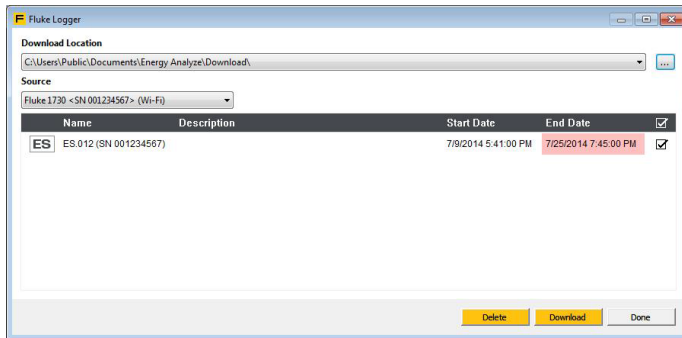 F Fluke Logger
Download Location
C:\Users\Public\Documents\Energy Analyze\Download\ ...
Source
Fluke 1730 <SN 001234567> (Wi-Fi)
Name Description Start Date End Date
ES ES.012 (SN 001234567) 7/9/2014 5:41:00 PM 7/25/2014 7:45:00 PM
Delete Download Done